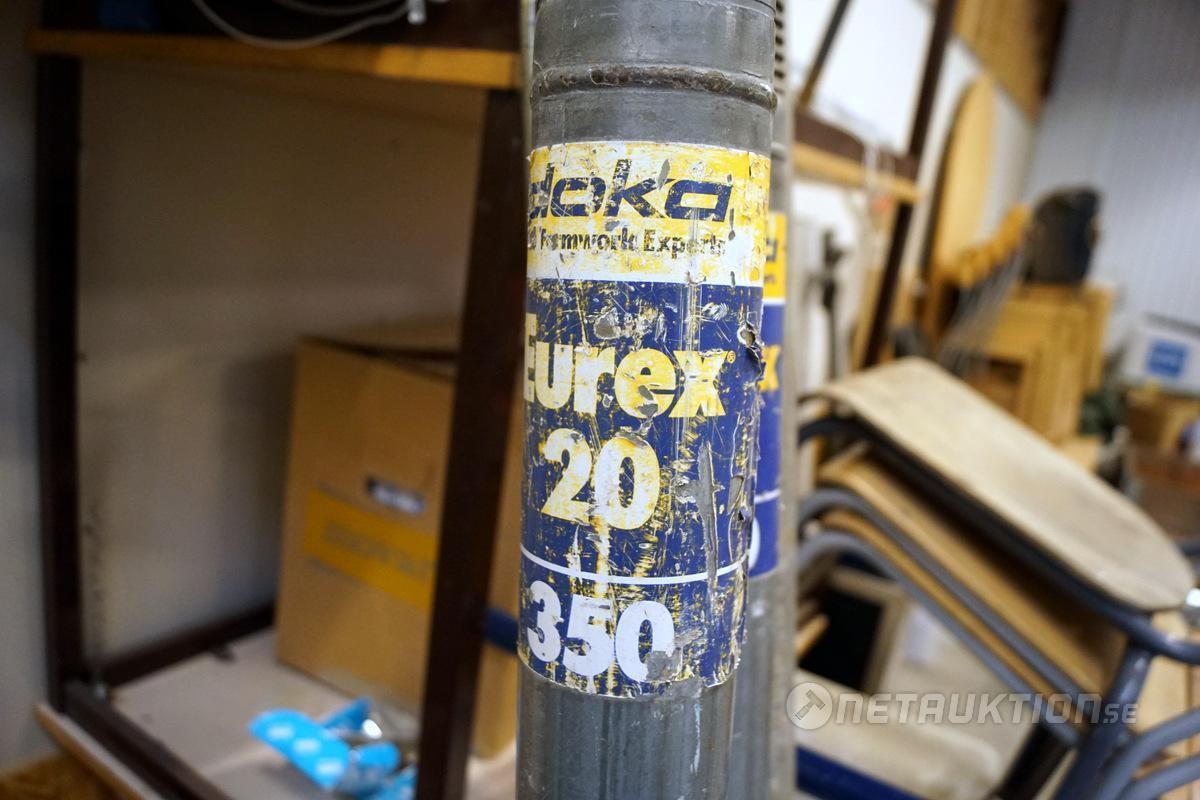 doka
Formwork Experts
Eurex®
20
350
NETAUKTION.SE